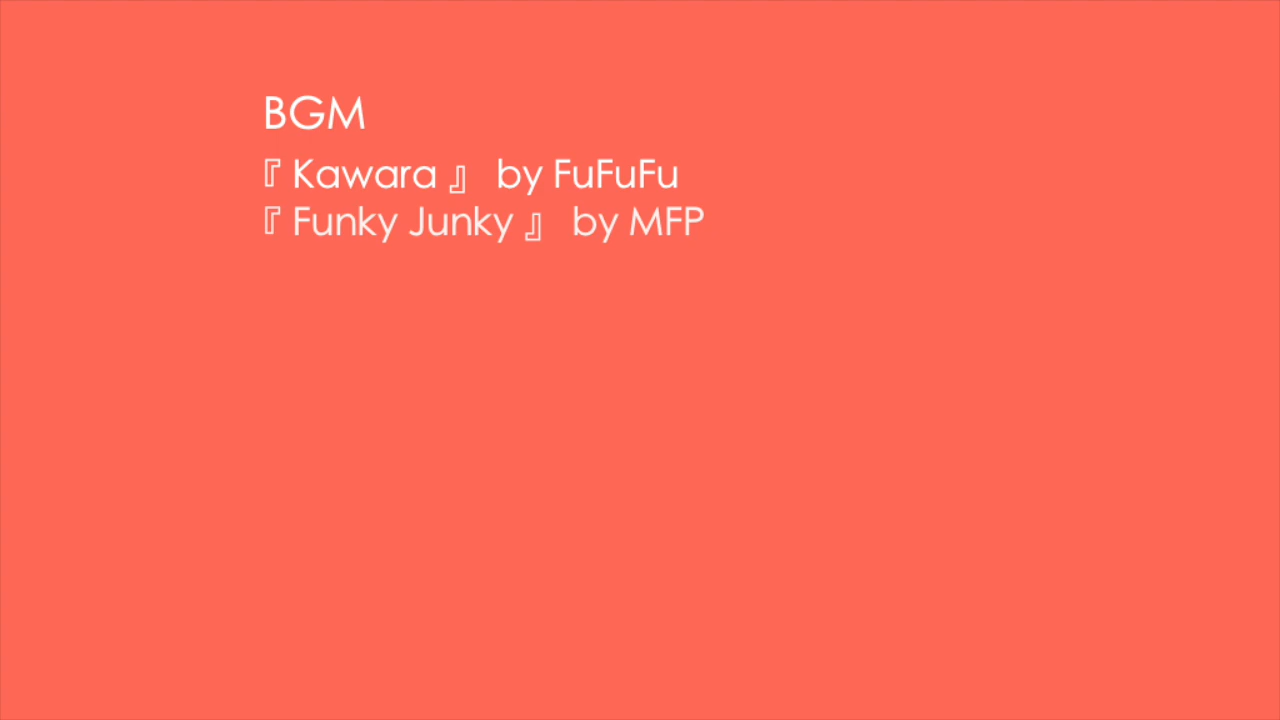 BGM
『 Kawara 』 by FuFuFu
『 Funky Junky 』 by MFP